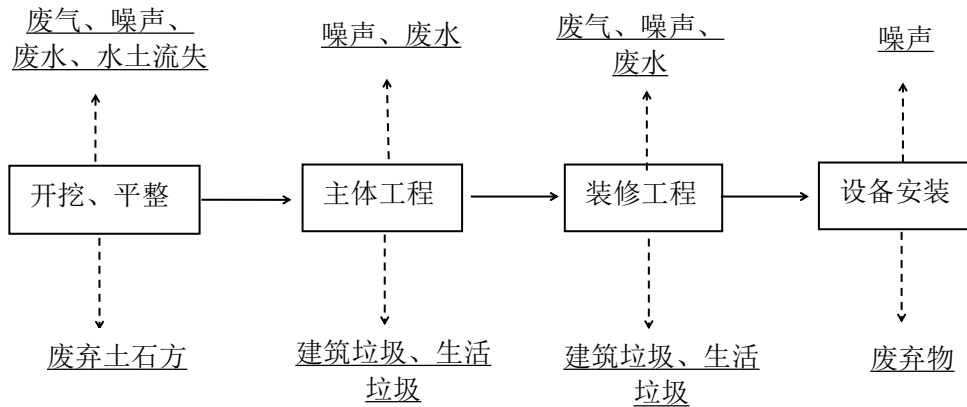 废气、噪声、
废水、水土流失
噪声、废水
废气、噪声、
废水
噪声
开挖、平整
主体工程
装修工程
设备安装
废弃土石方
建筑垃圾、生活
垃圾
建筑垃圾、生活
垃圾
废弃物